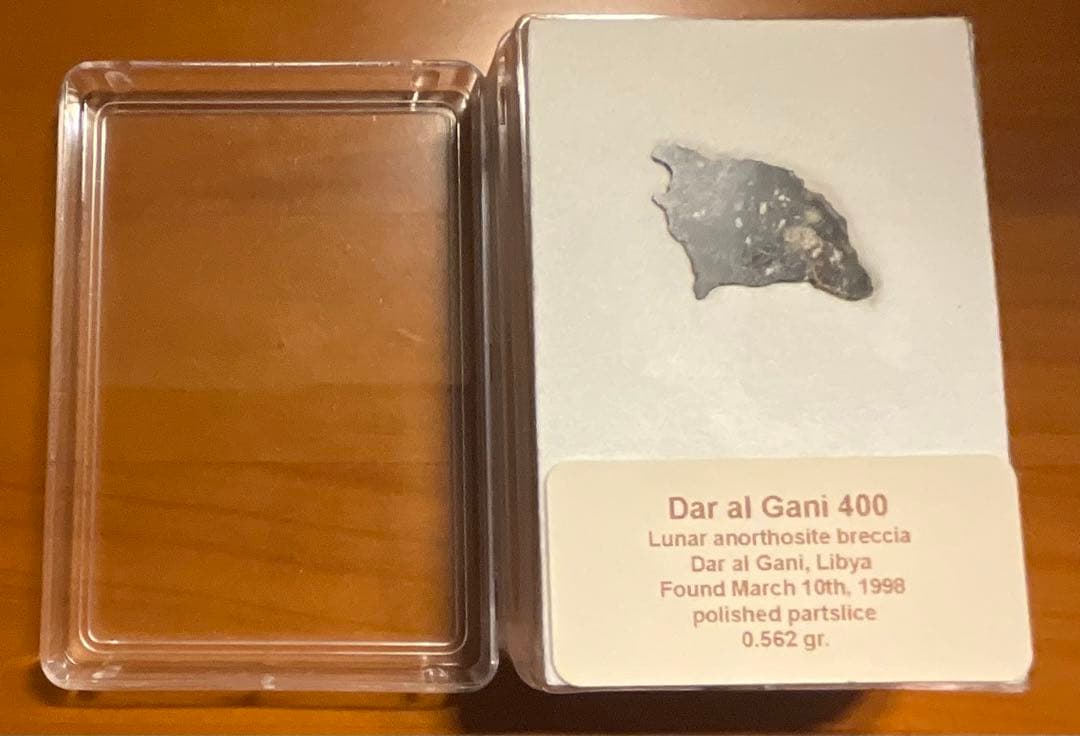 Dar al Gani 400
Lunar anorthosite breccia
Dar al Gani, Libya
Found March 10th, 1998
polished partslice
0.562 gr.